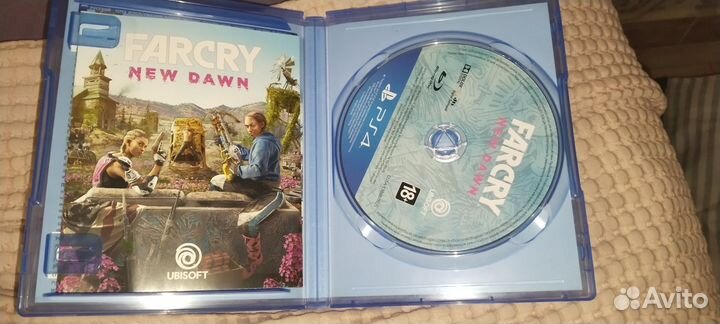 FARCRY
NEW DAWN
UBISOFT
PS4
FARCRY
NEW DAWN
18
UBISOFT
Avito